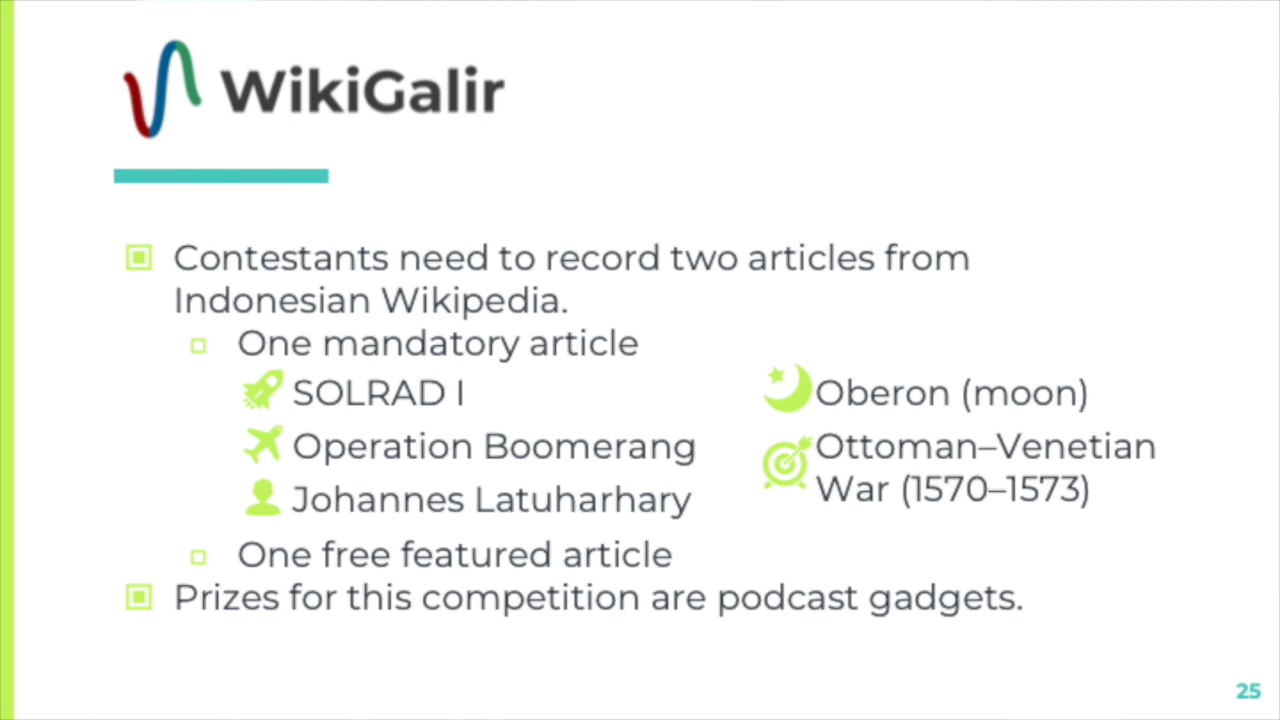 WikiGalir
Contestants need to record two articles from
Indonesian Wikipedia.
One mandatory article
SOLRAD I
Operation Boomerang
Johannes Latuharhary
Oberon (moon)
Ottoman–Venetian
War (1570–1573)
One free featured article
Prizes for this competition are podcast gadgets.
25